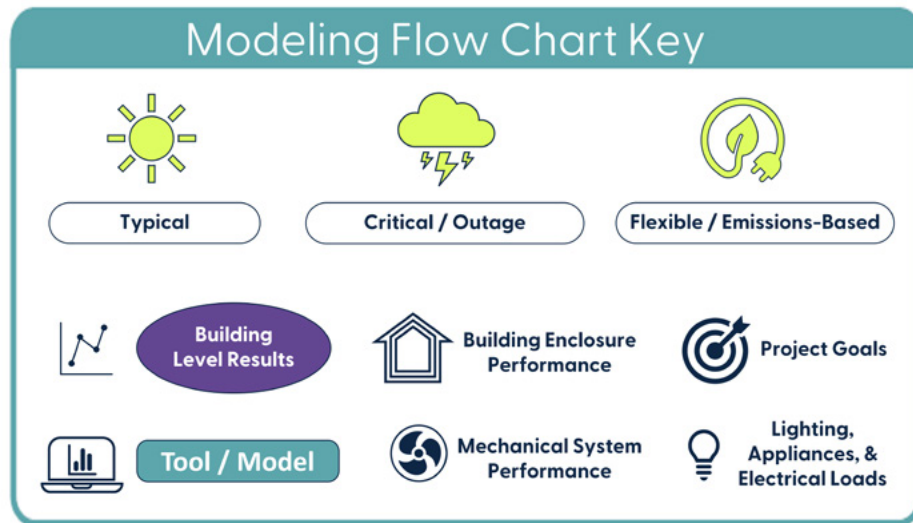 Modeling Flow Chart Key
Typical
Critical / Outage
Flexible / Emissions-Based
Building
Level Results
Building Enclosure
Performance
Project Goals
Tool / Model
Mechanical System
Performance
Lighting,
Appliances, &
Electrical Loads